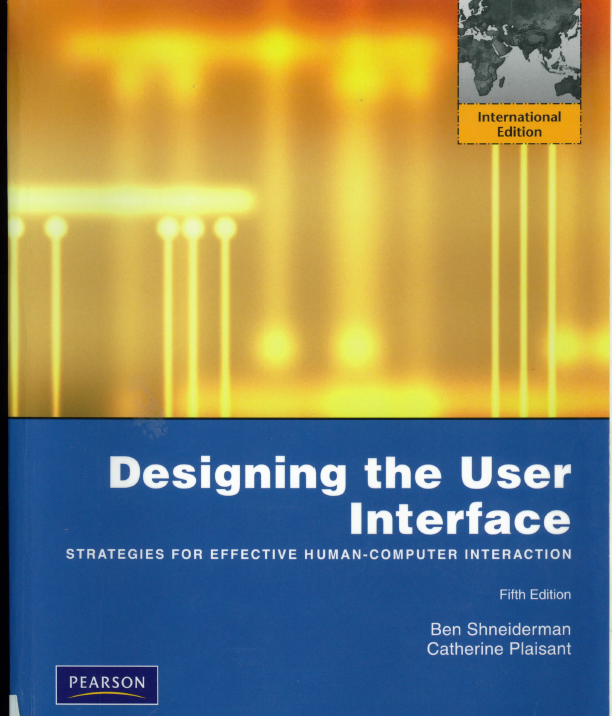 International
Edition
Designing the User
Interface
STRATEGIES FOR EFFECTIVE HUMAN-COMPUTER INTERACTION
Fifth Edition
Ben Shneiderman
Catherine Plaisant
PEARSON